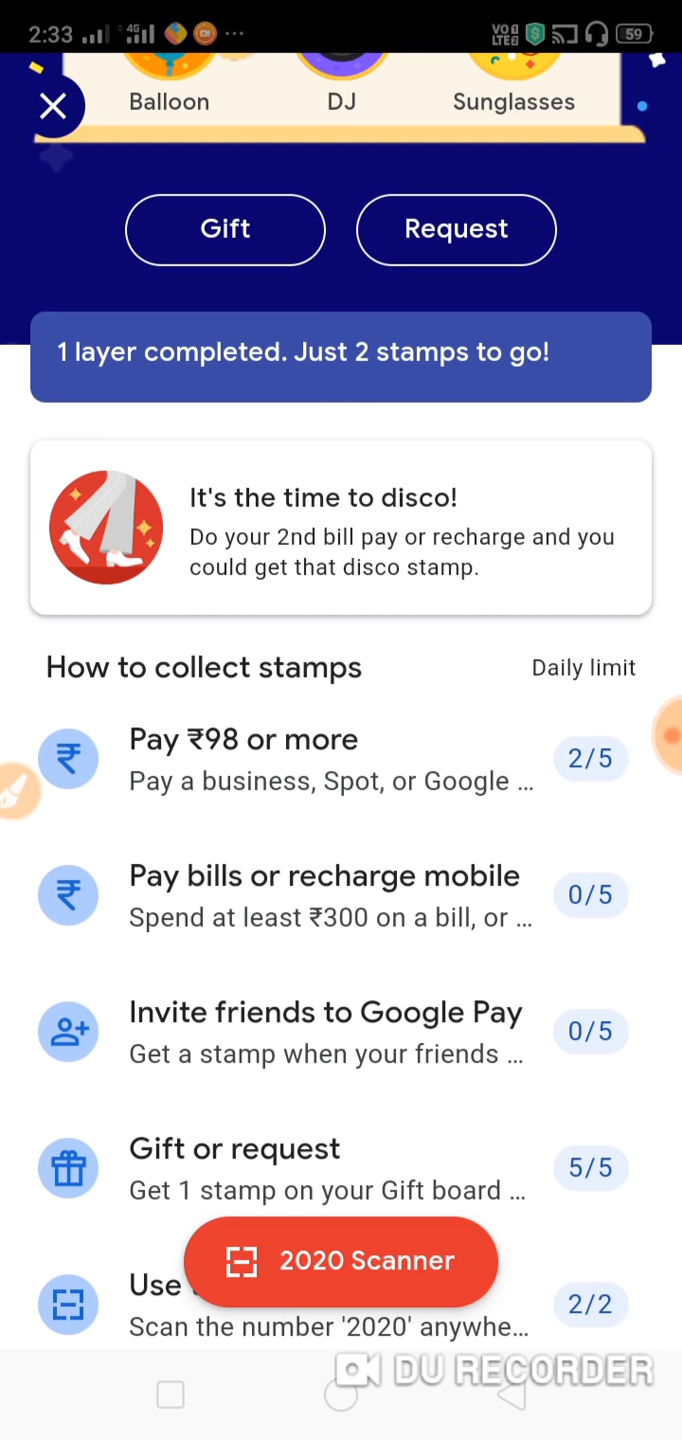 2:33
4G
VO
LTE2
59
Balloon
DJ
Sunglasses
Gift
Request
1 layer completed. Just 2 stamps to go!
It's the time to disco!
Do your 2nd bill pay or recharge and you
could get that disco stamp.
How to collect stamps
Daily limit
Pay ₹98 or more
2/5
Pay a business, Spot, or Google ...
Pay bills or recharge mobile
0/5
Spend at least ₹300 on a bill, or ...
Invite friends to Google Pay
0/5
Get a stamp when your friends ...
Gift or request
5/5
Get 1 stamp on your Gift board ...
2020 Scanner
Use
2/2
Scan the number '2020' anywhe...
DU RECORDER